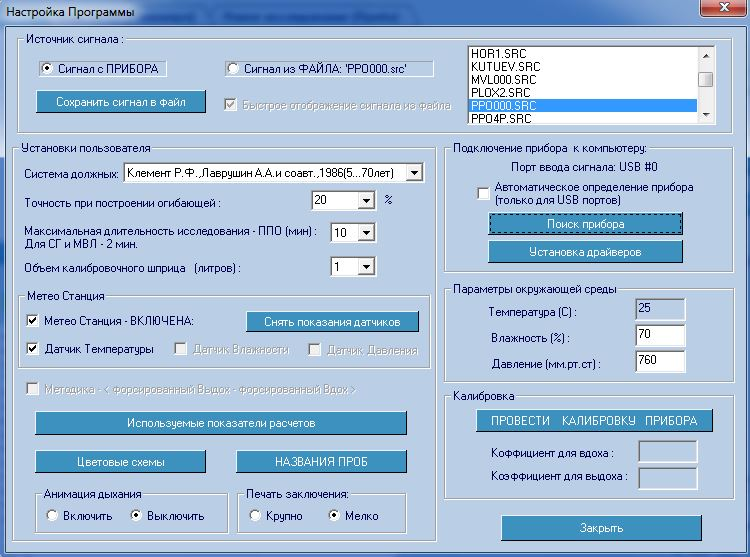 Настройка Программы
Источник сигнала :
Сигнал с ПРИБОРА
Сигнал из ФАЙЛА: 'PPO000.src'
Сохранить сигнал в файл
Быстрое отображение сигнала из файла
HOR1.SRC
KUTUEV.SRC
MVL000.SRC
PLOX2.SRC
PPO000.SRC
PPO4P.SRC
Установки пользователя
Система должных:
Клемент Р.Ф.,Лаврушин А.А.и соавт.,1986(5...70лет)
Точность при построении огибающей :
20
%
Максимальная длительность исследования - ППО (мин) :
Для СГ и МВЛ - 2 мин.
10
Объем калибровочного шприца (литров) :
1
Метео Станция
Метео Станция - ВКЛЮЧЕНА:
Снять показания датчиков
Датчик Температуры
Датчик Влажности
Датчик Давления
Методика - < форсированный Выдох - форсированный Вдох >
Используемые показатели расчетов
Цветовые схемы
НАЗВАНИЯ ПРОБ
Анимация дыхания
Включить
Выключить
Печать заключения:
Крупно
Мелко
Подключение прибора к компьютеру:
Порт ввода сигнала: USB #0
Автоматическое определение прибора
(только для USB портов)
Поиск прибора
Установка драйверов
Параметры окружающей среды
Температура (С) :
25
Влажность (%) :
70
Давление (мм.рт.ст) :
760
Калибровка
ПРОВЕСТИ КАЛИБРОВКУ ПРИБОРА
Коффициент для вдоха :
Коэффициент для выдоха :
Закрыть